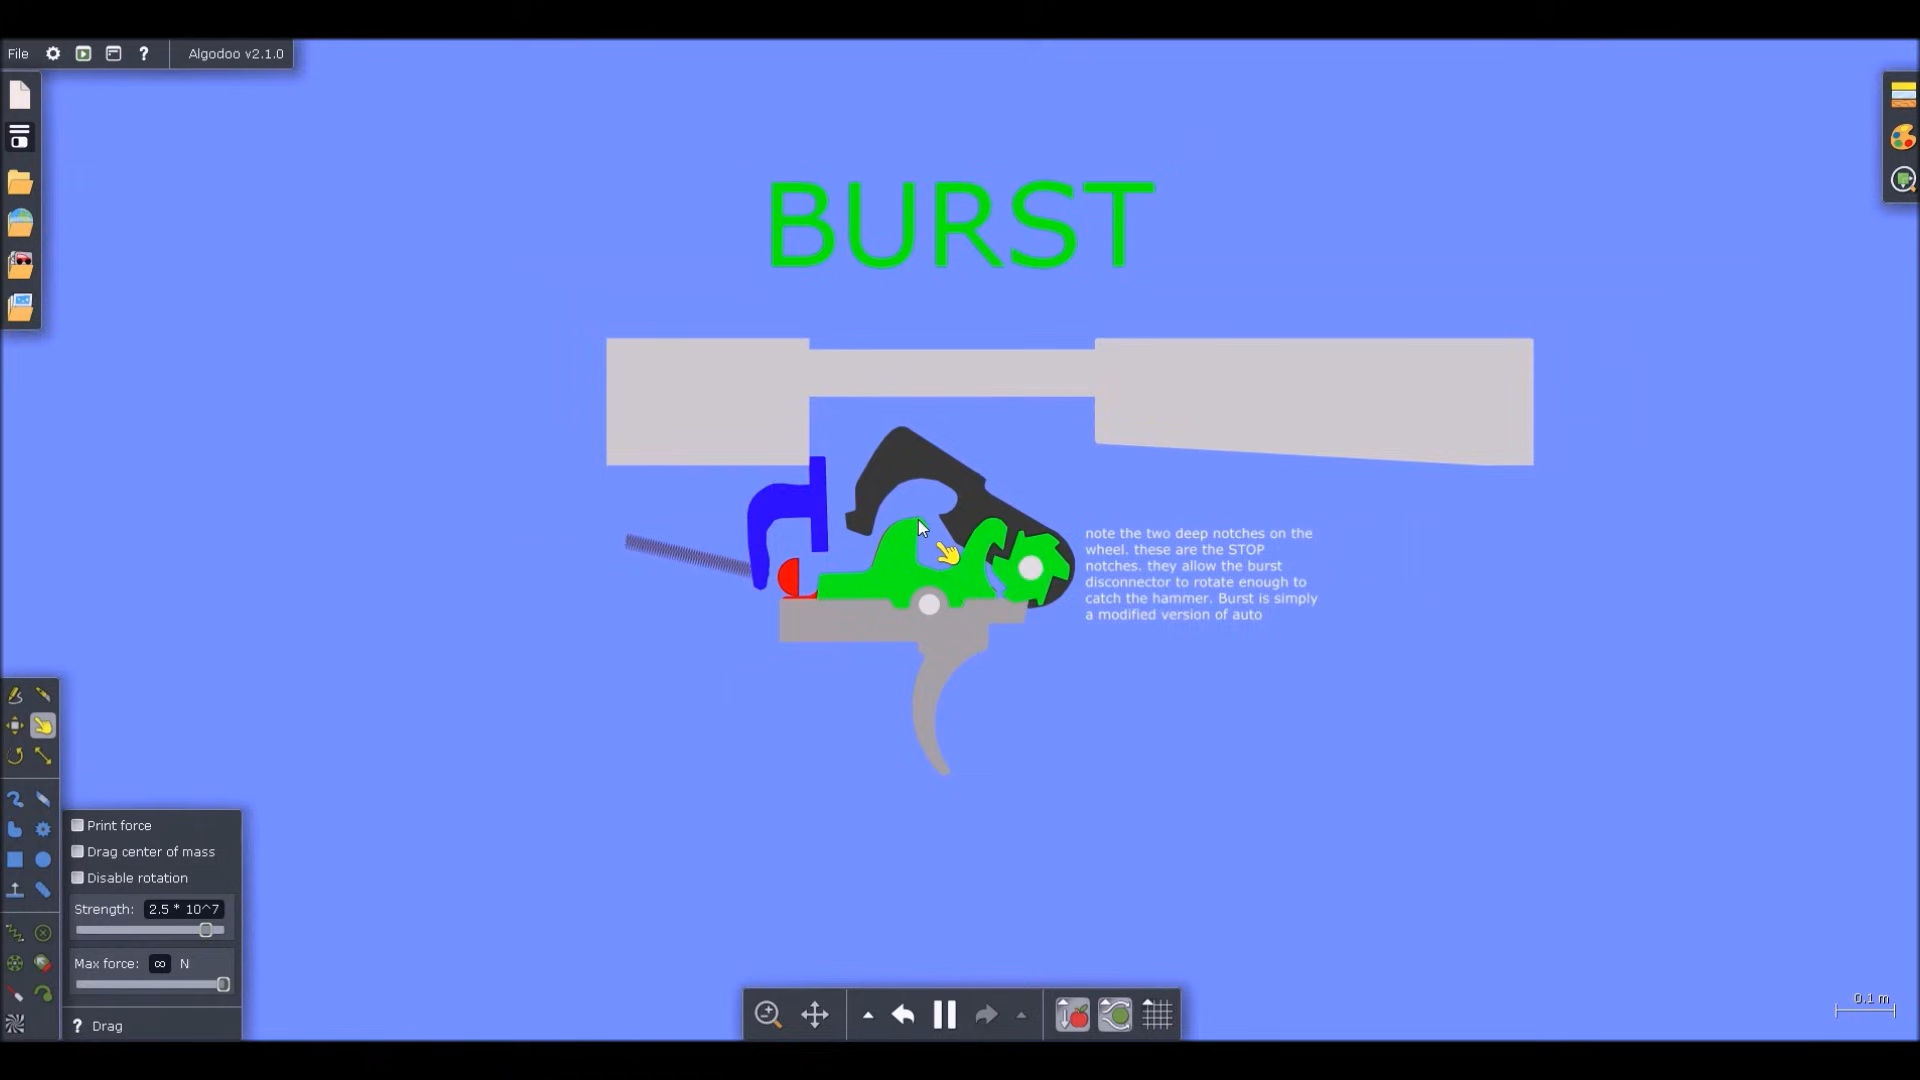 File
?
Algodoo v2.1.0
BURST
note the two deep notches on the
wheel. these are the STOP
notches. they allow the burst
disconnector to rotate enough to
catch the hammer. Burst is simply
a modified version of auto
Print force
Drag center of mass
Disable rotation
Strength: 2.5 * 10^7
Max force: ∞ N
? Drag
0.1 m